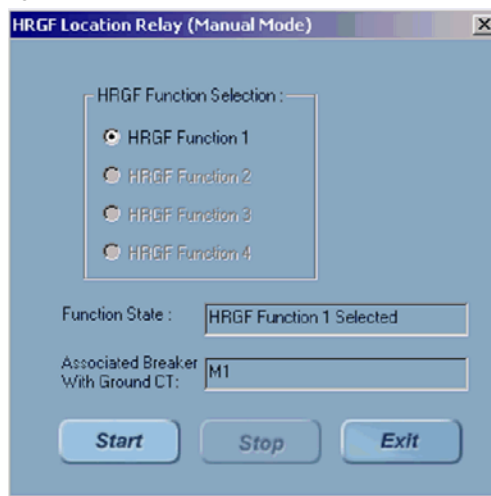 HRGF Location Relay (Manual Mode)
HRGF Function Selection :
HRGF Function 1
HRGF Function 2
HRGF Function 3
HRGF Function 4
Function State : HRGF Function 1 Selected
Associated Breaker
With Ground CT: M1
Start Stop Exit